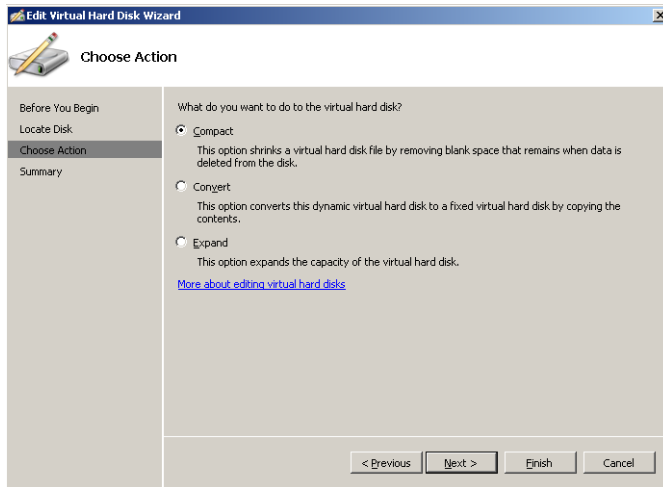 Edit Virtual Hard Disk Wizard
Choose Action
Before You Begin
Locate Disk
Choose Action
Summary
What do you want to do to the virtual hard disk?
Compact
This option shrinks a virtual hard disk file by removing blank space that remains when data is
deleted from the disk.
Convert
This option converts this dynamic virtual hard disk to a fixed virtual hard disk by copying the
contents.
Expand
This option expands the capacity of the virtual hard disk.
More about editing virtual hard disks
< Previous
Next >
Finish
Cancel